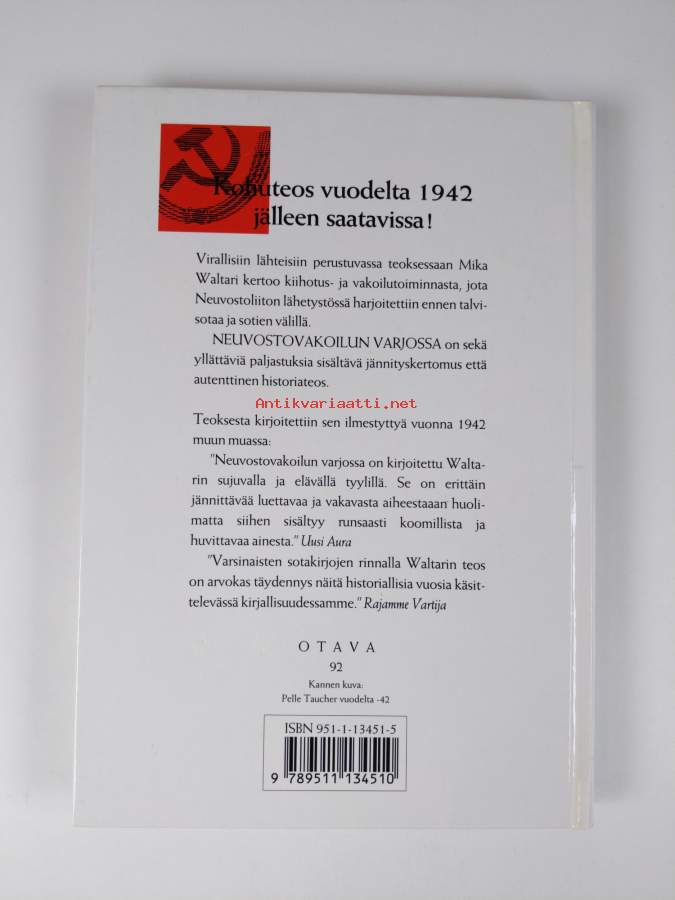 Kohuteos vuodelta 1942
jälleen saatavissa!
Virallisiin lähteisiin perustuvassa teoksessaan Mika
Waltari kertoo kiihotus- ja vakoilutoiminnasta, jota
Neuvostoliiton lähetystössä harjoitettiin ennen talvi-
sotaa ja sotien välillä.
NEUVOSTOVAKOILUN VARJOSSA on sekä
yllättäviä paljastuksia sisältävä jännityskertomus että
autenttinen historiateos.
Antikvariaatti.net
Teoksesta kirjoitettiin sen ilmestyttyä vuonna 1942
muun muassa:
"Neuvostovakoilun varjossa on kirjoitettu Walta-
rin sujuvalla ja elävällä tyylillä. Se on erittäin
jännittävää luettavaa ja vakavasta aiheestaaan huoli-
matta siihen sisältyy runsaasti koomillista ja
huvittavaa ainesta." Uusi Aura
"Varsinaisten sotakirjojen rinnalla Waltarin teos
on arvokas täydennys näitä historiallisia vuosia käsit-
televässä kirjallisuudessamme." Rajamme Vartija
OTAVA
92
Kannen kuva:
Pelle Taucher vuodelta -42
ISBN 951-1-13451-5
9 789511 134510